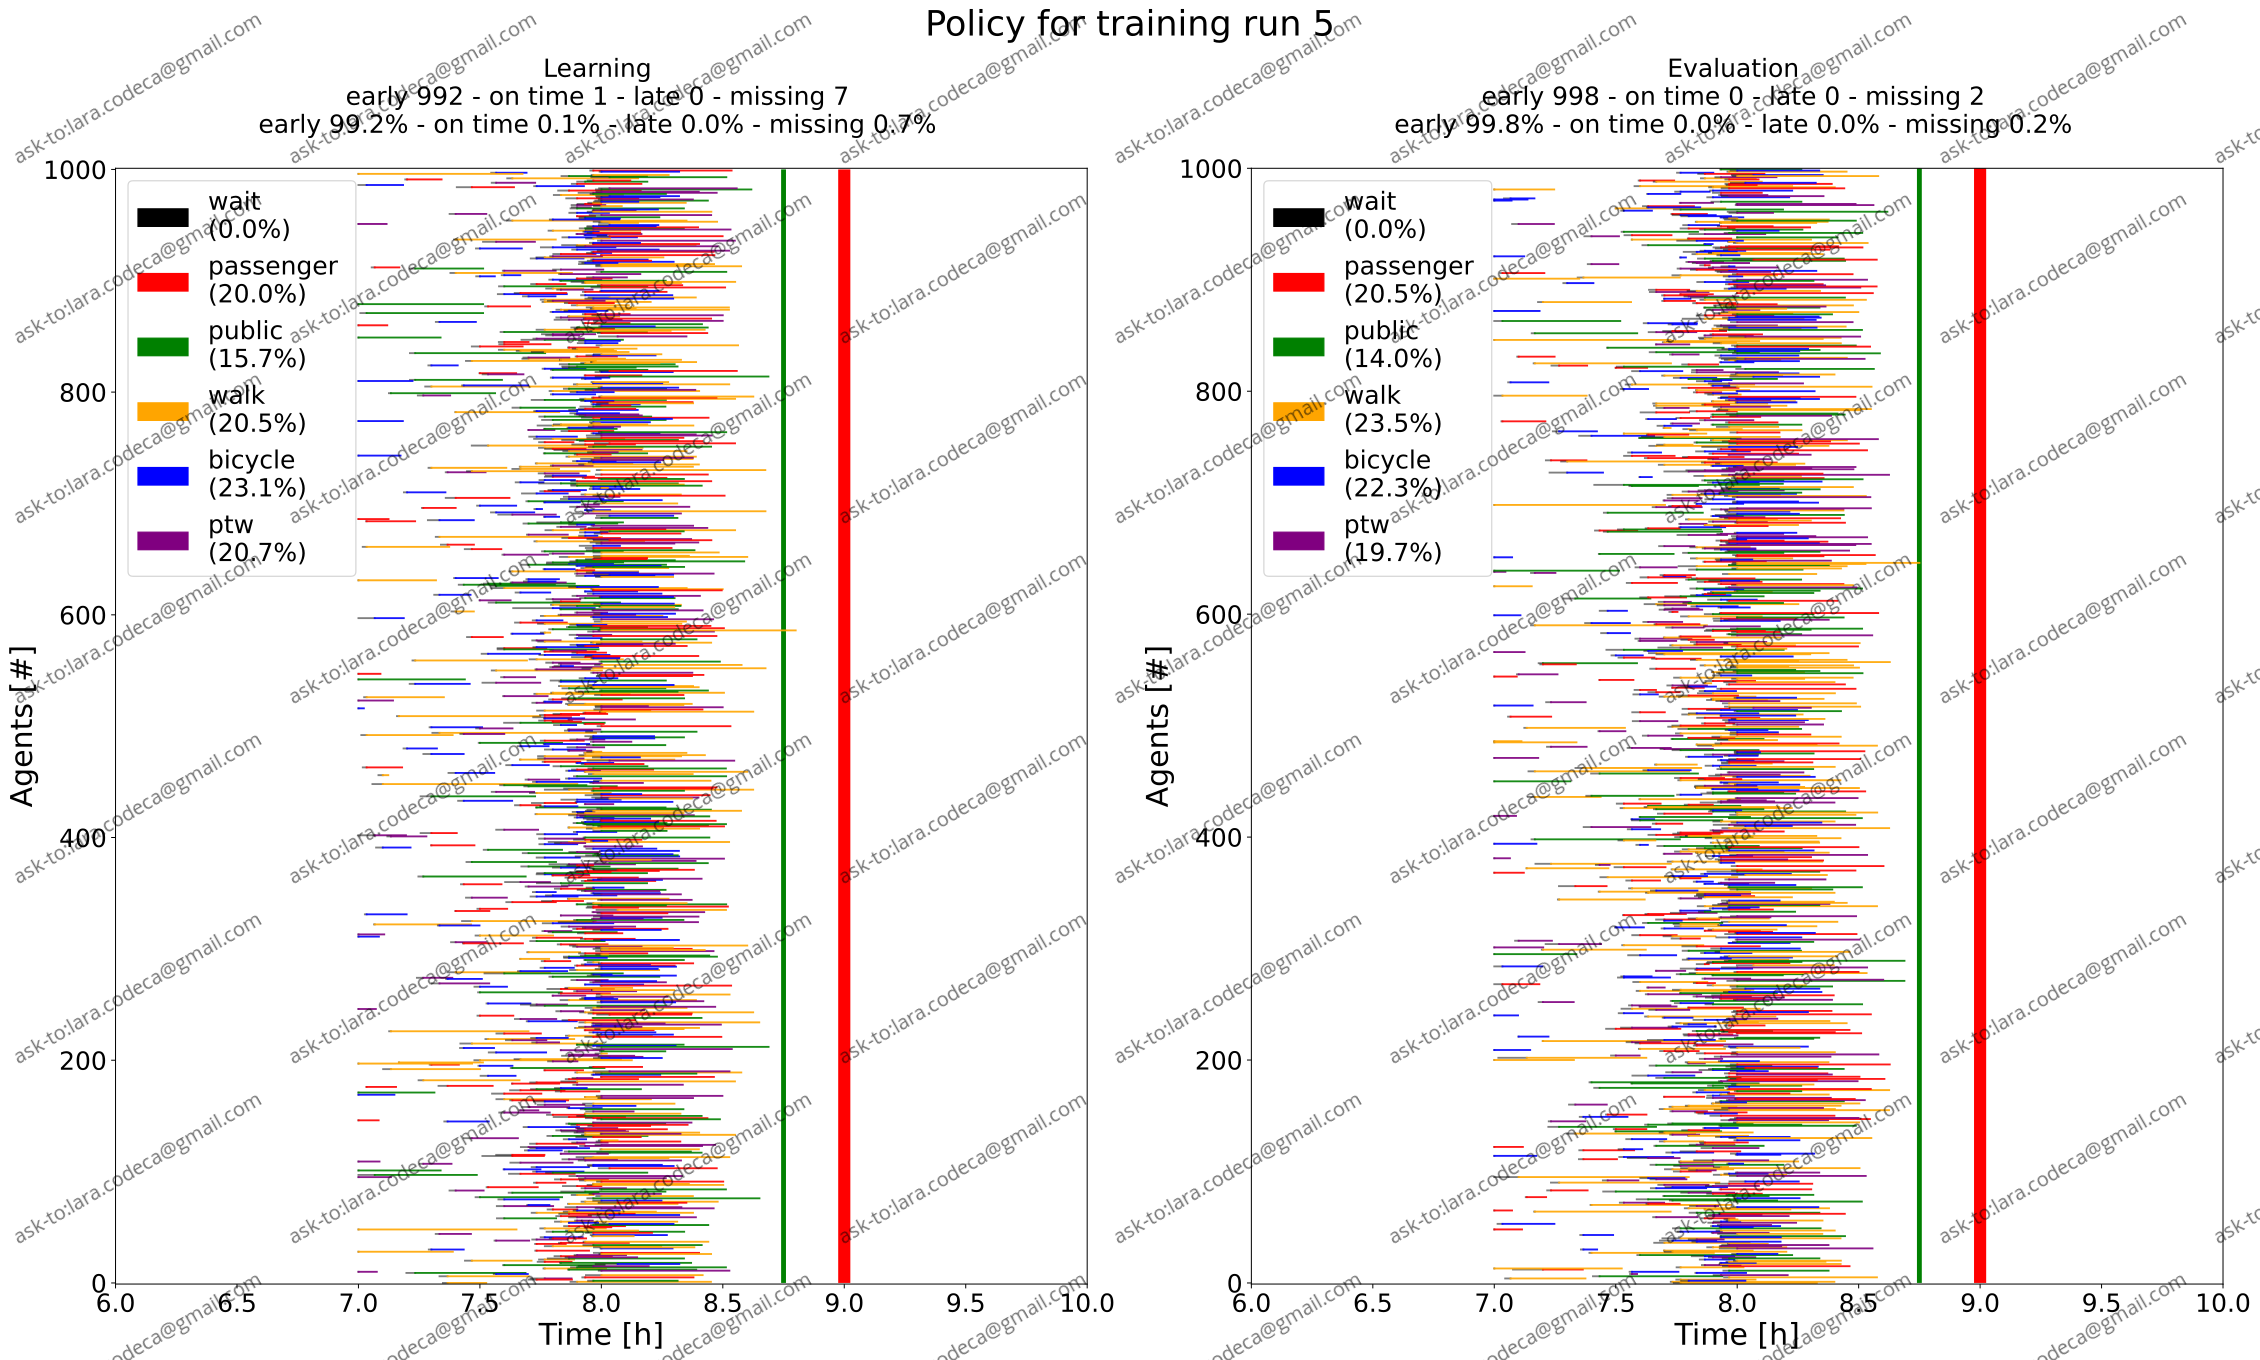 Policy for training run 5
Learning
early 992 - on time 1 - late 0 - missing 7
early 99.2% - on time 0.1% - late 0.0% - missing 0.7%
1000
800
600
400
200
0
Agents [#]
wait
(0.0%)
passenger
(20.0%)
public
(15.7%)
walk
(20.5%)
bicycle
(23.1%)
ptw
(20.7%)
6.0 6.5 7.0 7.5 8.0 8.5 9.0 9.5 10.0
Time [h]
Evaluation
early 998 - on time 0 - late 0 - missing 2
early 99.8% - on time 0.0% - late 0.0% - missing 0.2%
1000
800
600
400
200
0
Agents [#]
wait
(0.0%)
passenger
(20.5%)
public
(14.0%)
walk
(23.5%)
bicycle
(22.3%)
ptw
(19.7%)
6.0 6.5 7.0 7.5 8.0 8.5 9.0 9.5 10.0
Time [h]
ask-to:lara.codeca@gmail.com